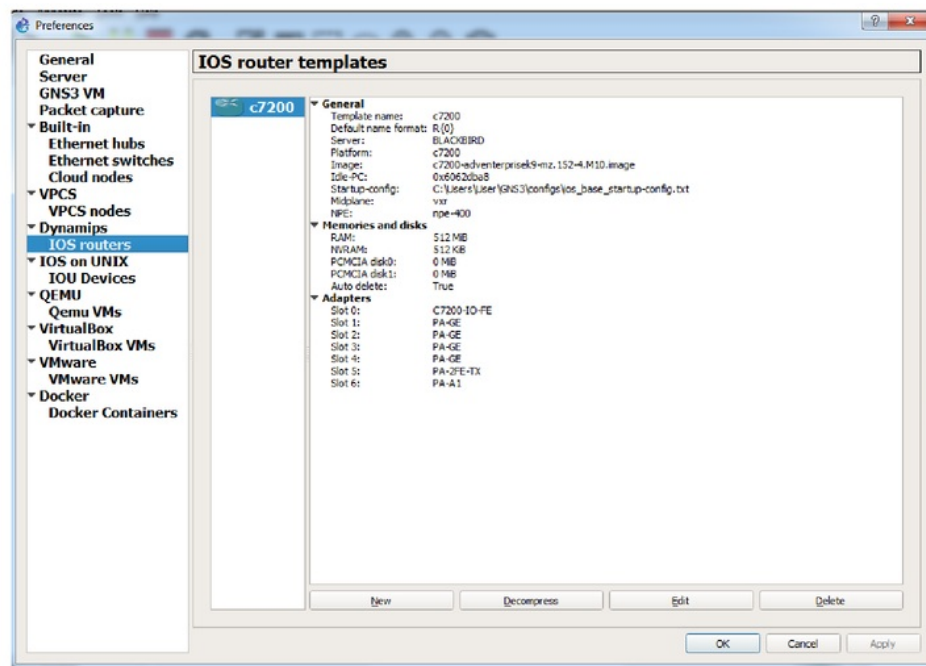 Preferences
General
Server
GNS3 VM
Packet capture
Built-in
Ethernet hubs
Ethernet switches
Cloud nodes
VPCS
VPCS nodes
Dynamips
IOS routers
IOS on UNIX
IOU Devices
QEMU
Qemu VMs
VirtualBox
VirtualBox VMs
VMware
VMware VMs
Docker
Docker Containers
IOS router templates
c7200
General
Template name: c7200
Default name format: R{0}
Server: BLACKBIRD
Platform: c7200
Image: c7200-adventerprisek9-mz.152-4.M10.image
Idle-PC: 0x6062dba8
Startup-config: C:\Users\User\GNS3\configs\ios_base_startup-config.txt
Midplane: vxr
NPE: npe-400
Memories and disks
RAM: 512 MiB
NVRAM: 512 KiB
PCMCIA disk0: 0 MiB
PCMCIA disk1: 0 MiB
Auto delete: True
Adapters
Slot 0: C7200-IO-FE
Slot 1: PA-GE
Slot 2: PA-GE
Slot 3: PA-GE
Slot 4: PA-GE
Slot 5: PA-2FE-TX
Slot 6: PA-A1
New Decompress Edit Delete
OK Cancel Apply